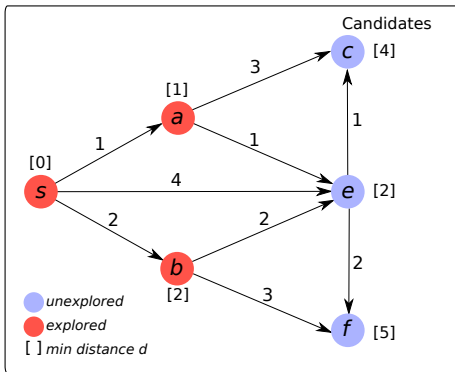 Candidates
c [4]
3
[1]
a
1
1
[0]
1
s
4
e [2]
2
2
2
b
[2]
3
f [5]
unexplored
explored
[ ] min distance d